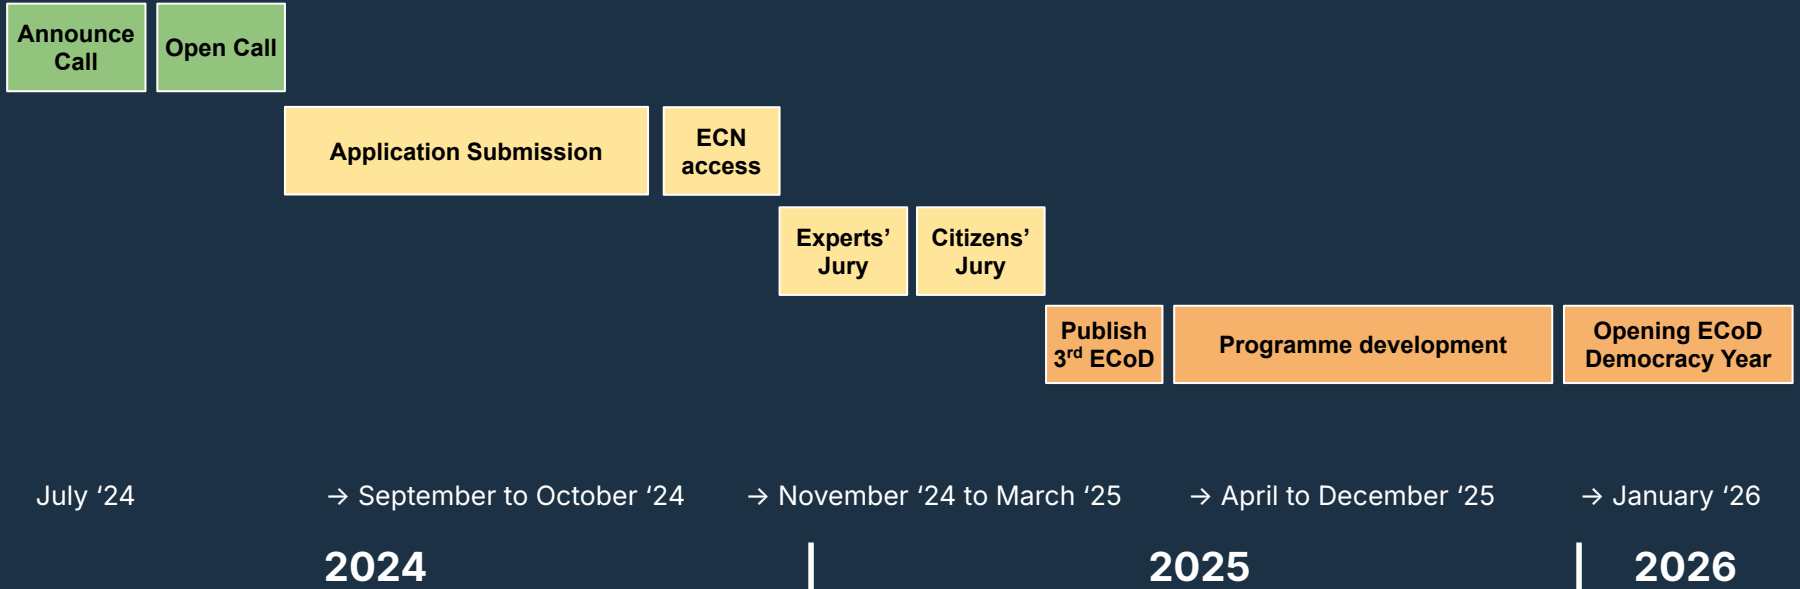 Announce
Call
Open Call
Application Submission
ECN
access
Experts’
Jury
Citizens’
Jury
Publish
3rd ECoD
Programme development
Opening ECoD
Democracy Year
July ‘24
→ September to October ‘24
→ November ‘24 to March ‘25
→ April to December ‘25
→ January ‘26
2024
2025
2026